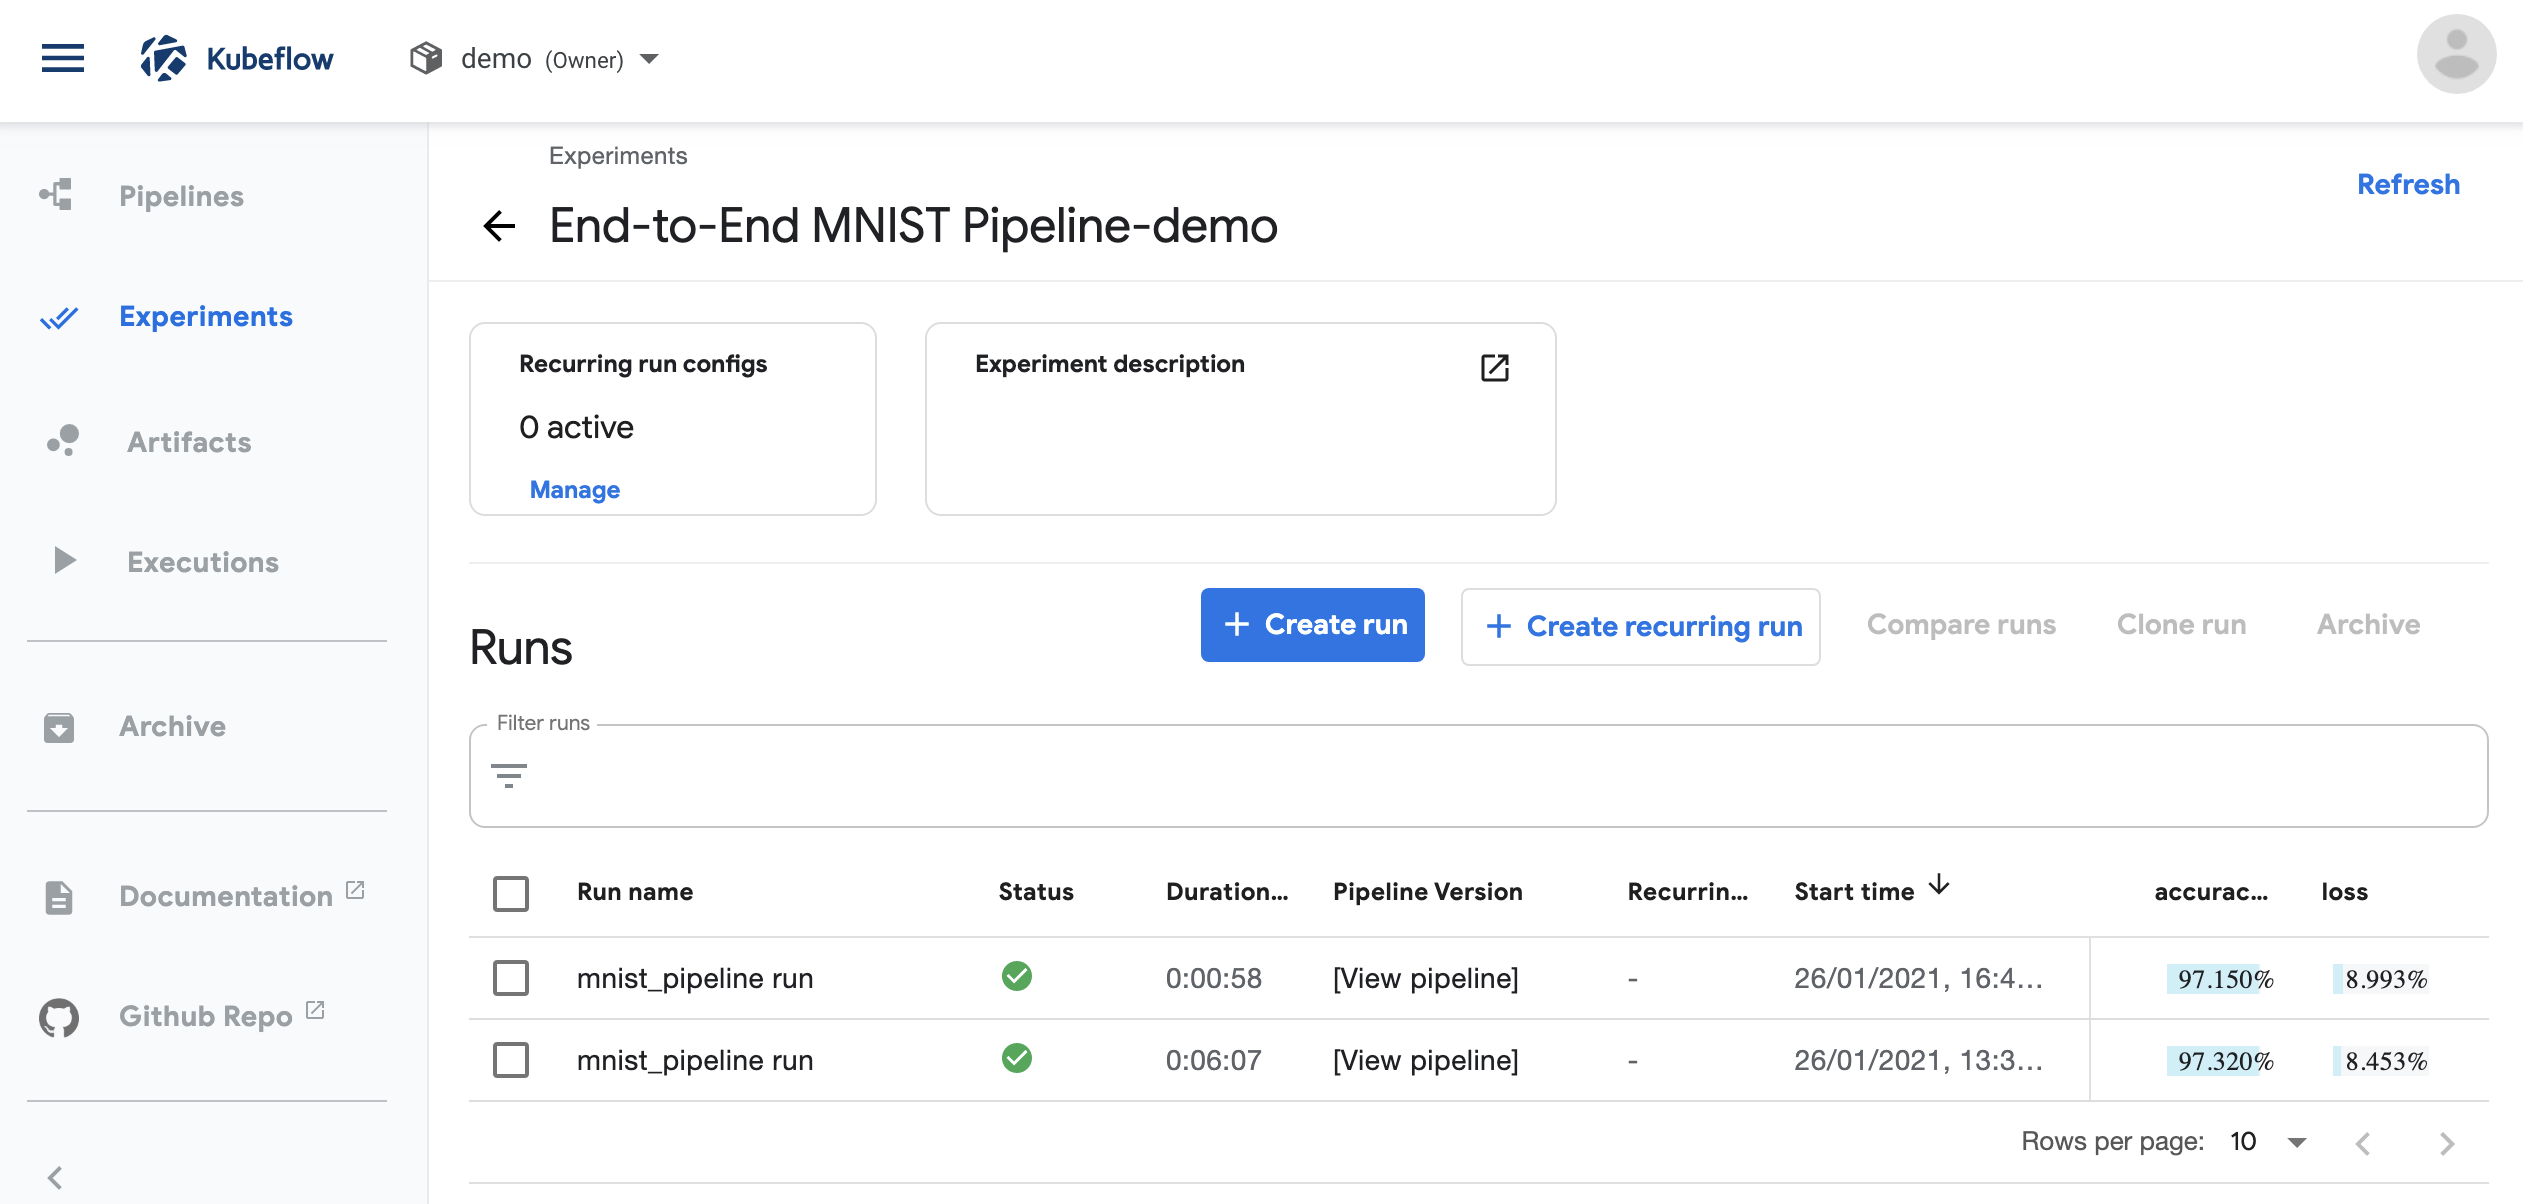 Kubeflow
demo (Owner)
Pipelines
Experiments
Artifacts
Executions
Archive
Documentation
Github Repo
Experiments
Refresh
End-to-End MNIST Pipeline-demo
Recurring run configs
0 active
Manage
Experiment description
Runs
+ Create run
+ Create recurring run
Compare runs
Clone run
Archive
Filter runs
Run name Status Duration... Pipeline Version Recurrin... Start time accurac... loss
mnist_pipeline run 0:00:58 [View pipeline] - 26/01/2021, 16:4... 97.150% 8.993%
mnist_pipeline run 0:06:07 [View pipeline] - 26/01/2021, 13:3... 97.320% 8.453%
Rows per page: 10